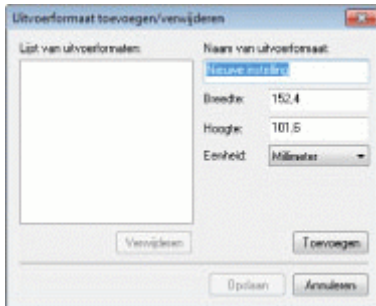 Uitvoerformaat toevoegen/verwijderen
Lijst van uitvoerformaten:
Naam van uitvoerformaat:
Nieuwe instelling
Breedte: 152,4
Hoogte: 101,6
Eenheid: Millimeter
Verwijderen
Toevoegen
Opslaan
Annuleren